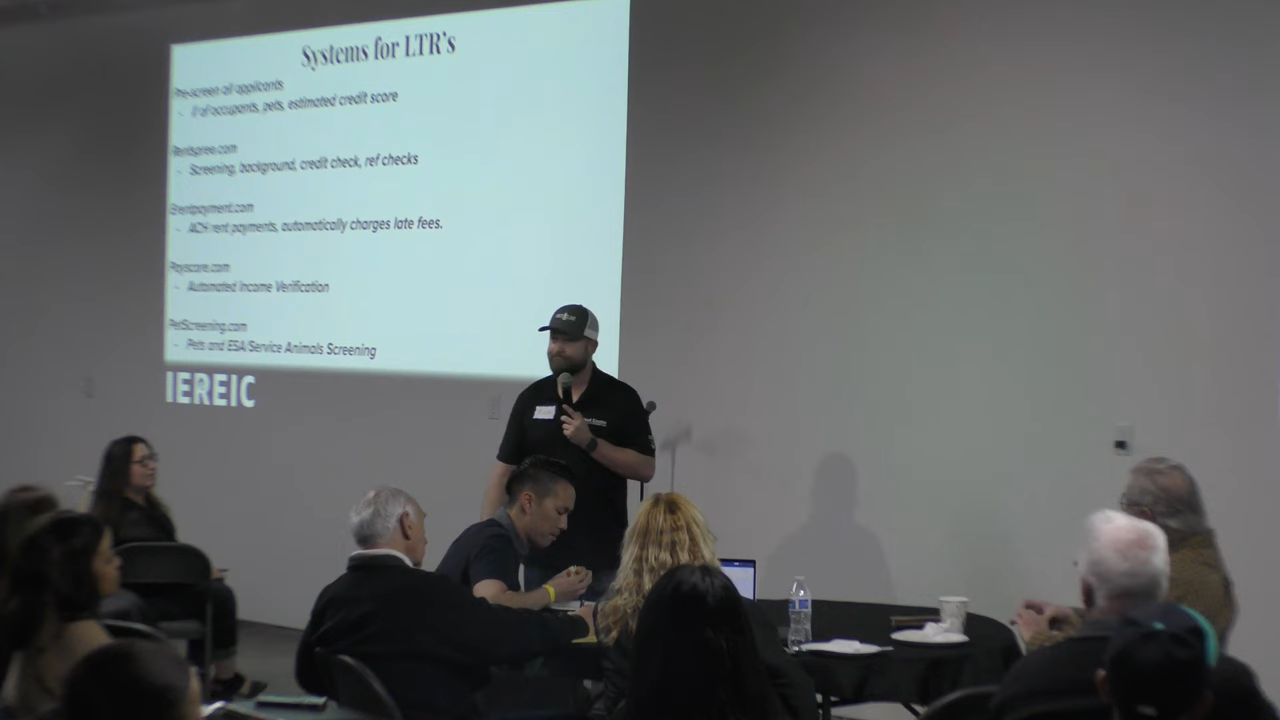 Systems for LTR's
Pre-screen all applicants
- # of occupants, pets, estimated credit score
Rentspree.com
- Screening, background, credit check, ref checks
Erentpayment.com
- ACH rent payments, automatically charges late fees.
Payscore.com
- Automated Income Verification
PetScreening.com
- Pets and ESA/Service Animals Screening
IEREIC